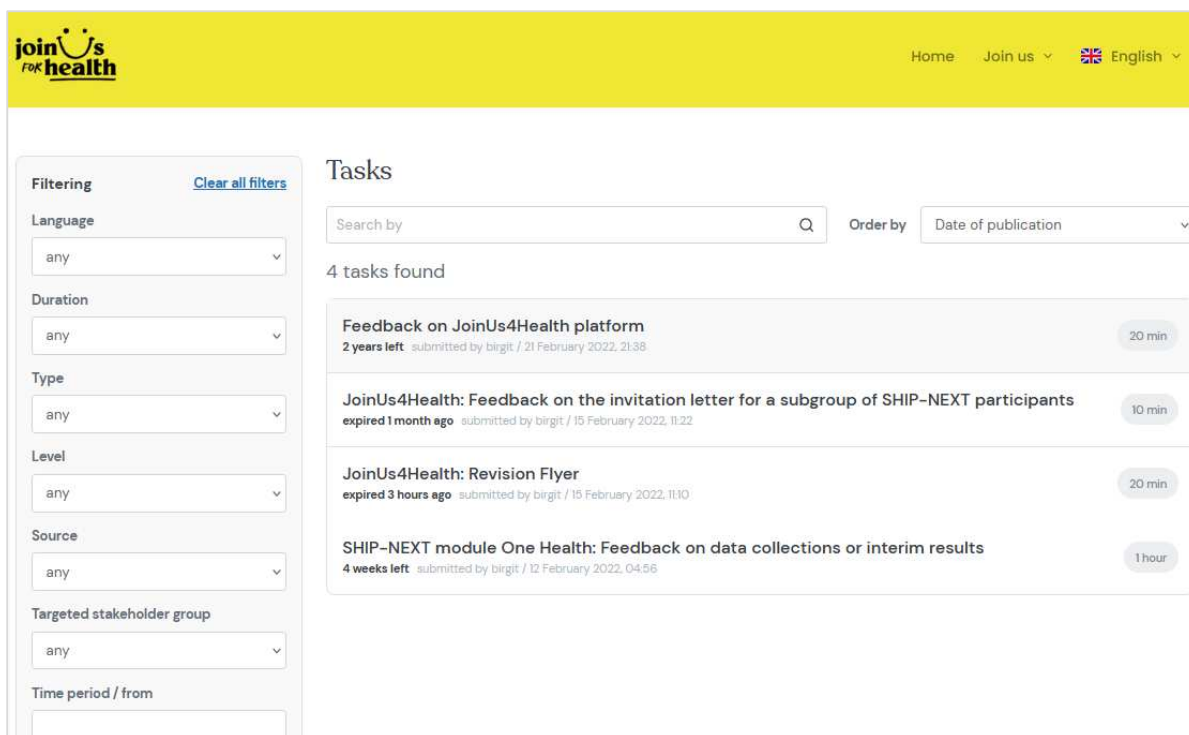 joinUs
FOR health
Home Join us English
Filtering Clear all filters
Language
any
Duration
any
Type
any
Level
any
Source
any
Targeted stakeholder group
any
Time period / from
Tasks
Search by Order by Date of publication
4 tasks found
Feedback on JoinUs4Health platform
2 years left submitted by birgit / 21 February 2022, 21:38
20 min
JoinUs4Health: Feedback on the invitation letter for a subgroup of SHIP-NEXT participants
expired 1 month ago submitted by birgit / 15 February 2022, 11:22
10 min
JoinUs4Health: Revision Flyer
expired 3 hours ago submitted by birgit / 15 February 2022, 11:10
20 min
SHIP-NEXT module One Health: Feedback on data collections or interim results
4 weeks left submitted by birgit / 12 February 2022, 04:56
1 hour